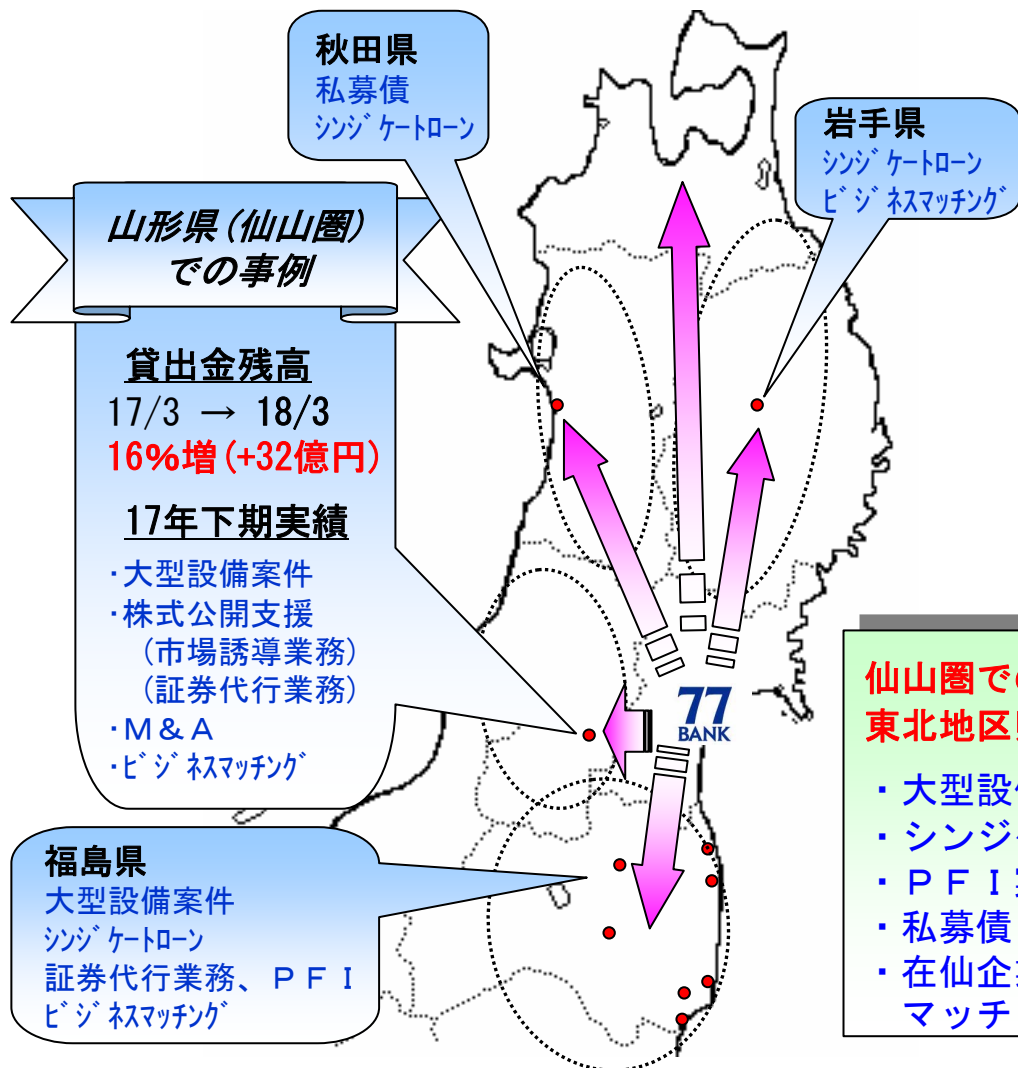 秋田県
私募債
シンジケートローン
岩手県
シンジケートローン
ビジネスマッチング
山形県(仙山圏)
での事例
貸出金残高
17/3 → 18/3
16%増(+32億円)
17年下期実績
・大型設備案件
・株式公開支援
(市場誘導業務)
(証券代行業務)
・M&A
・ビジネスマッチング
77
BANK
福島県
大型設備案件
シンジケートローン
証券代行業務、PFI
ビジネスマッチング
仙山圏での
東北地区
・大型設
・シンジ
・PFI
・私募債
・在仙企
マッチ